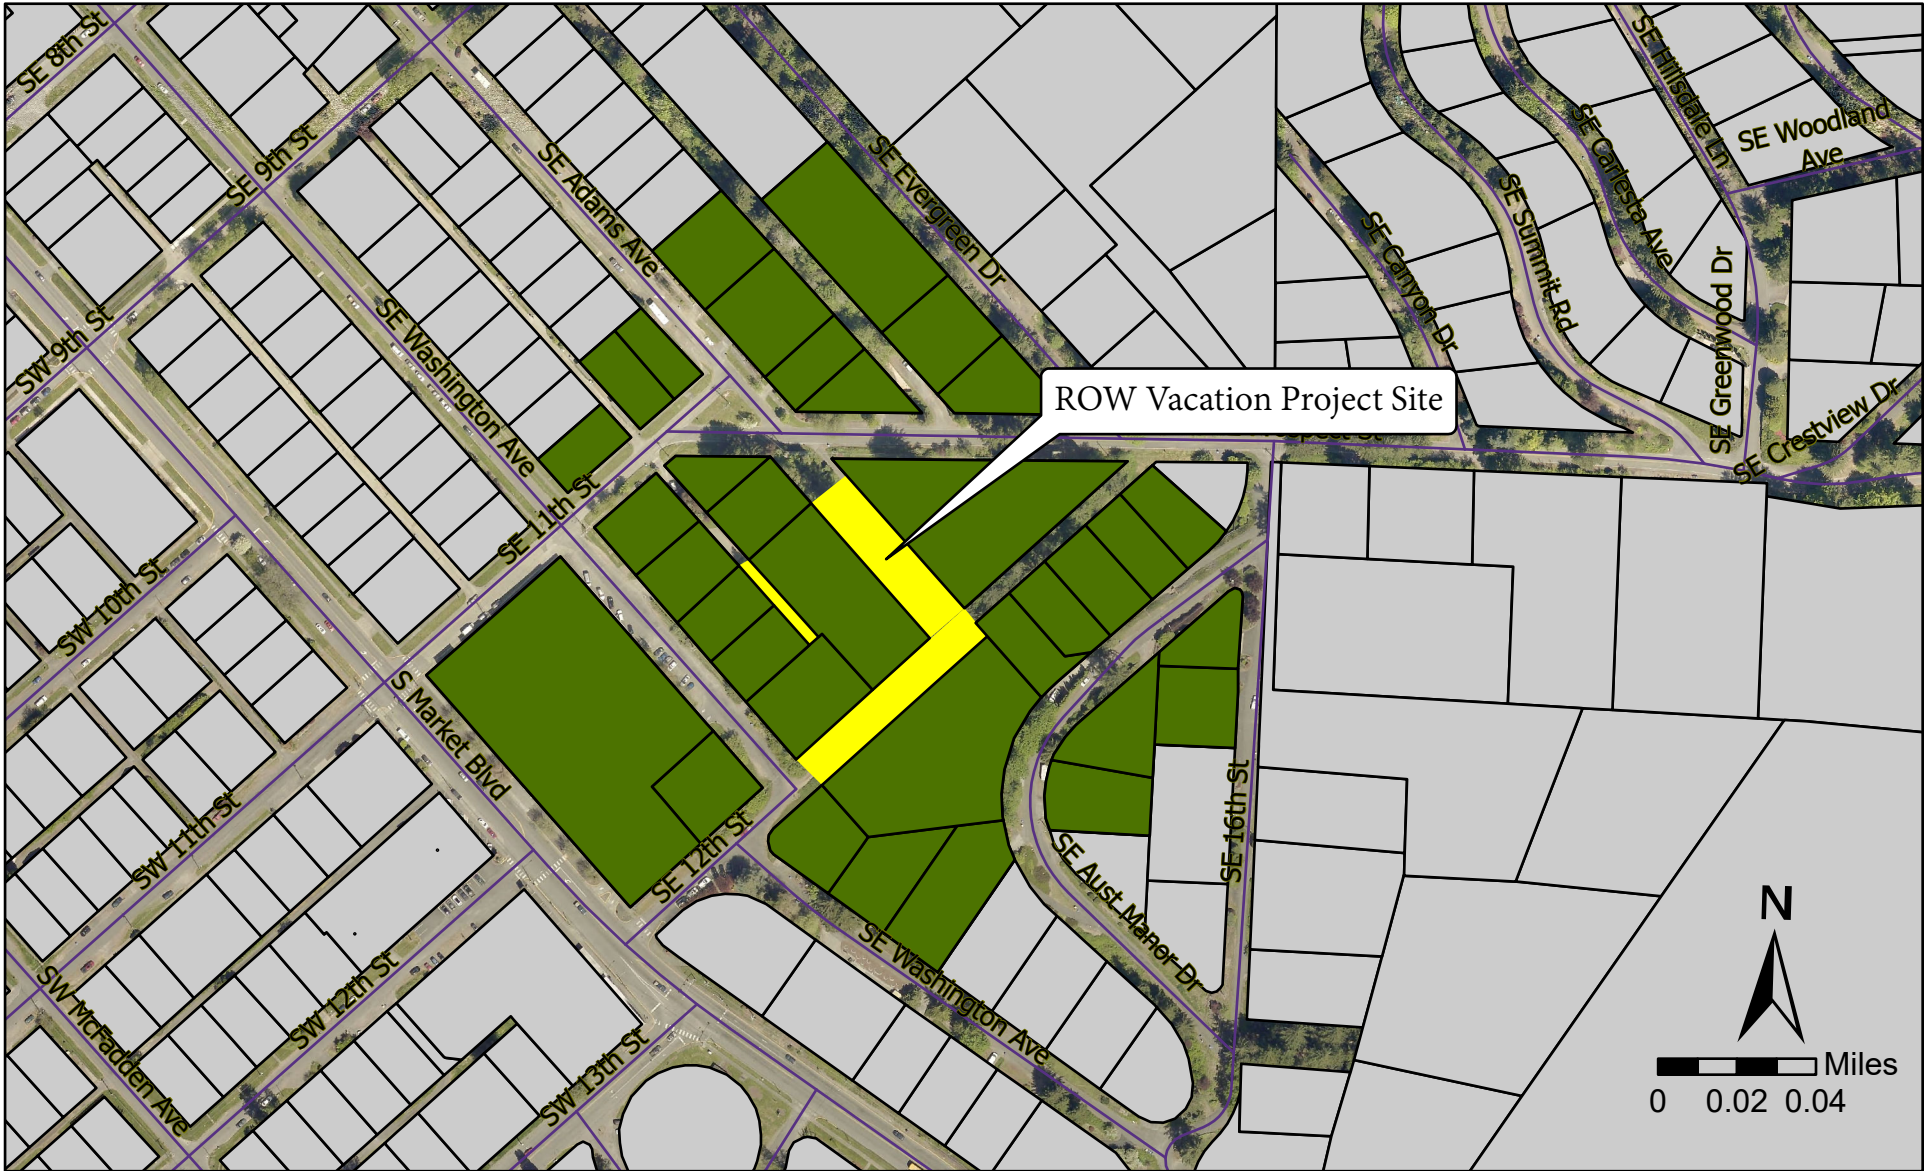 SE 8th St
SE 9th St
SE Adams Ave
SE Evergreen Dr
SE Hillsdale Ln
SE Woodland
Ave
SE Carlesta Ave
SE Summit Rd
SE Canyon Dr
SE Greenwood Dr
SE Crestview Dr
SW 9th St
SE Washington Ave
ROW Vacation Project Site
SE 11th St
SW 10th St
S Market Blvd
SW 11th St
SE 12th St
SE 16th St
SE Aust Manor Dr
SE Washington Ave
SW 12th St
SW McFadden Ave
SW 13th St
N
Miles
0 0.02 0.04